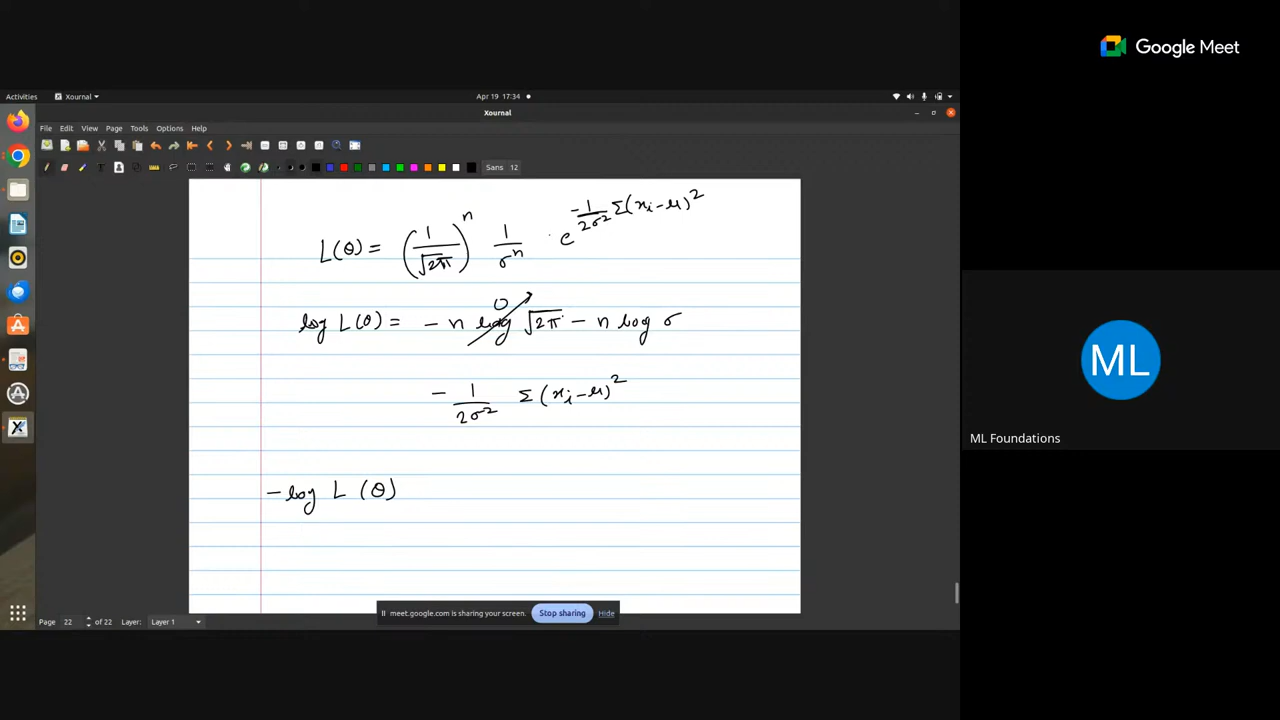 Google Meet
Activities Xournal Apr 19 17:34
Xournal
File Edit View Page Tools Options Help
Sans 12
L(θ) = (1/√2π)^n 1/σ^n · e^(-1/2σ² Σ(xi-μ)²)
log L(θ) = - n log √2π - n log σ
0
- 1/2σ² Σ(xi-μ)²
- log L (θ)
ML
ML Foundations
meet.google.com is sharing your screen. Stop sharing Hide
Page 22 of 22 Layer: Layer 1